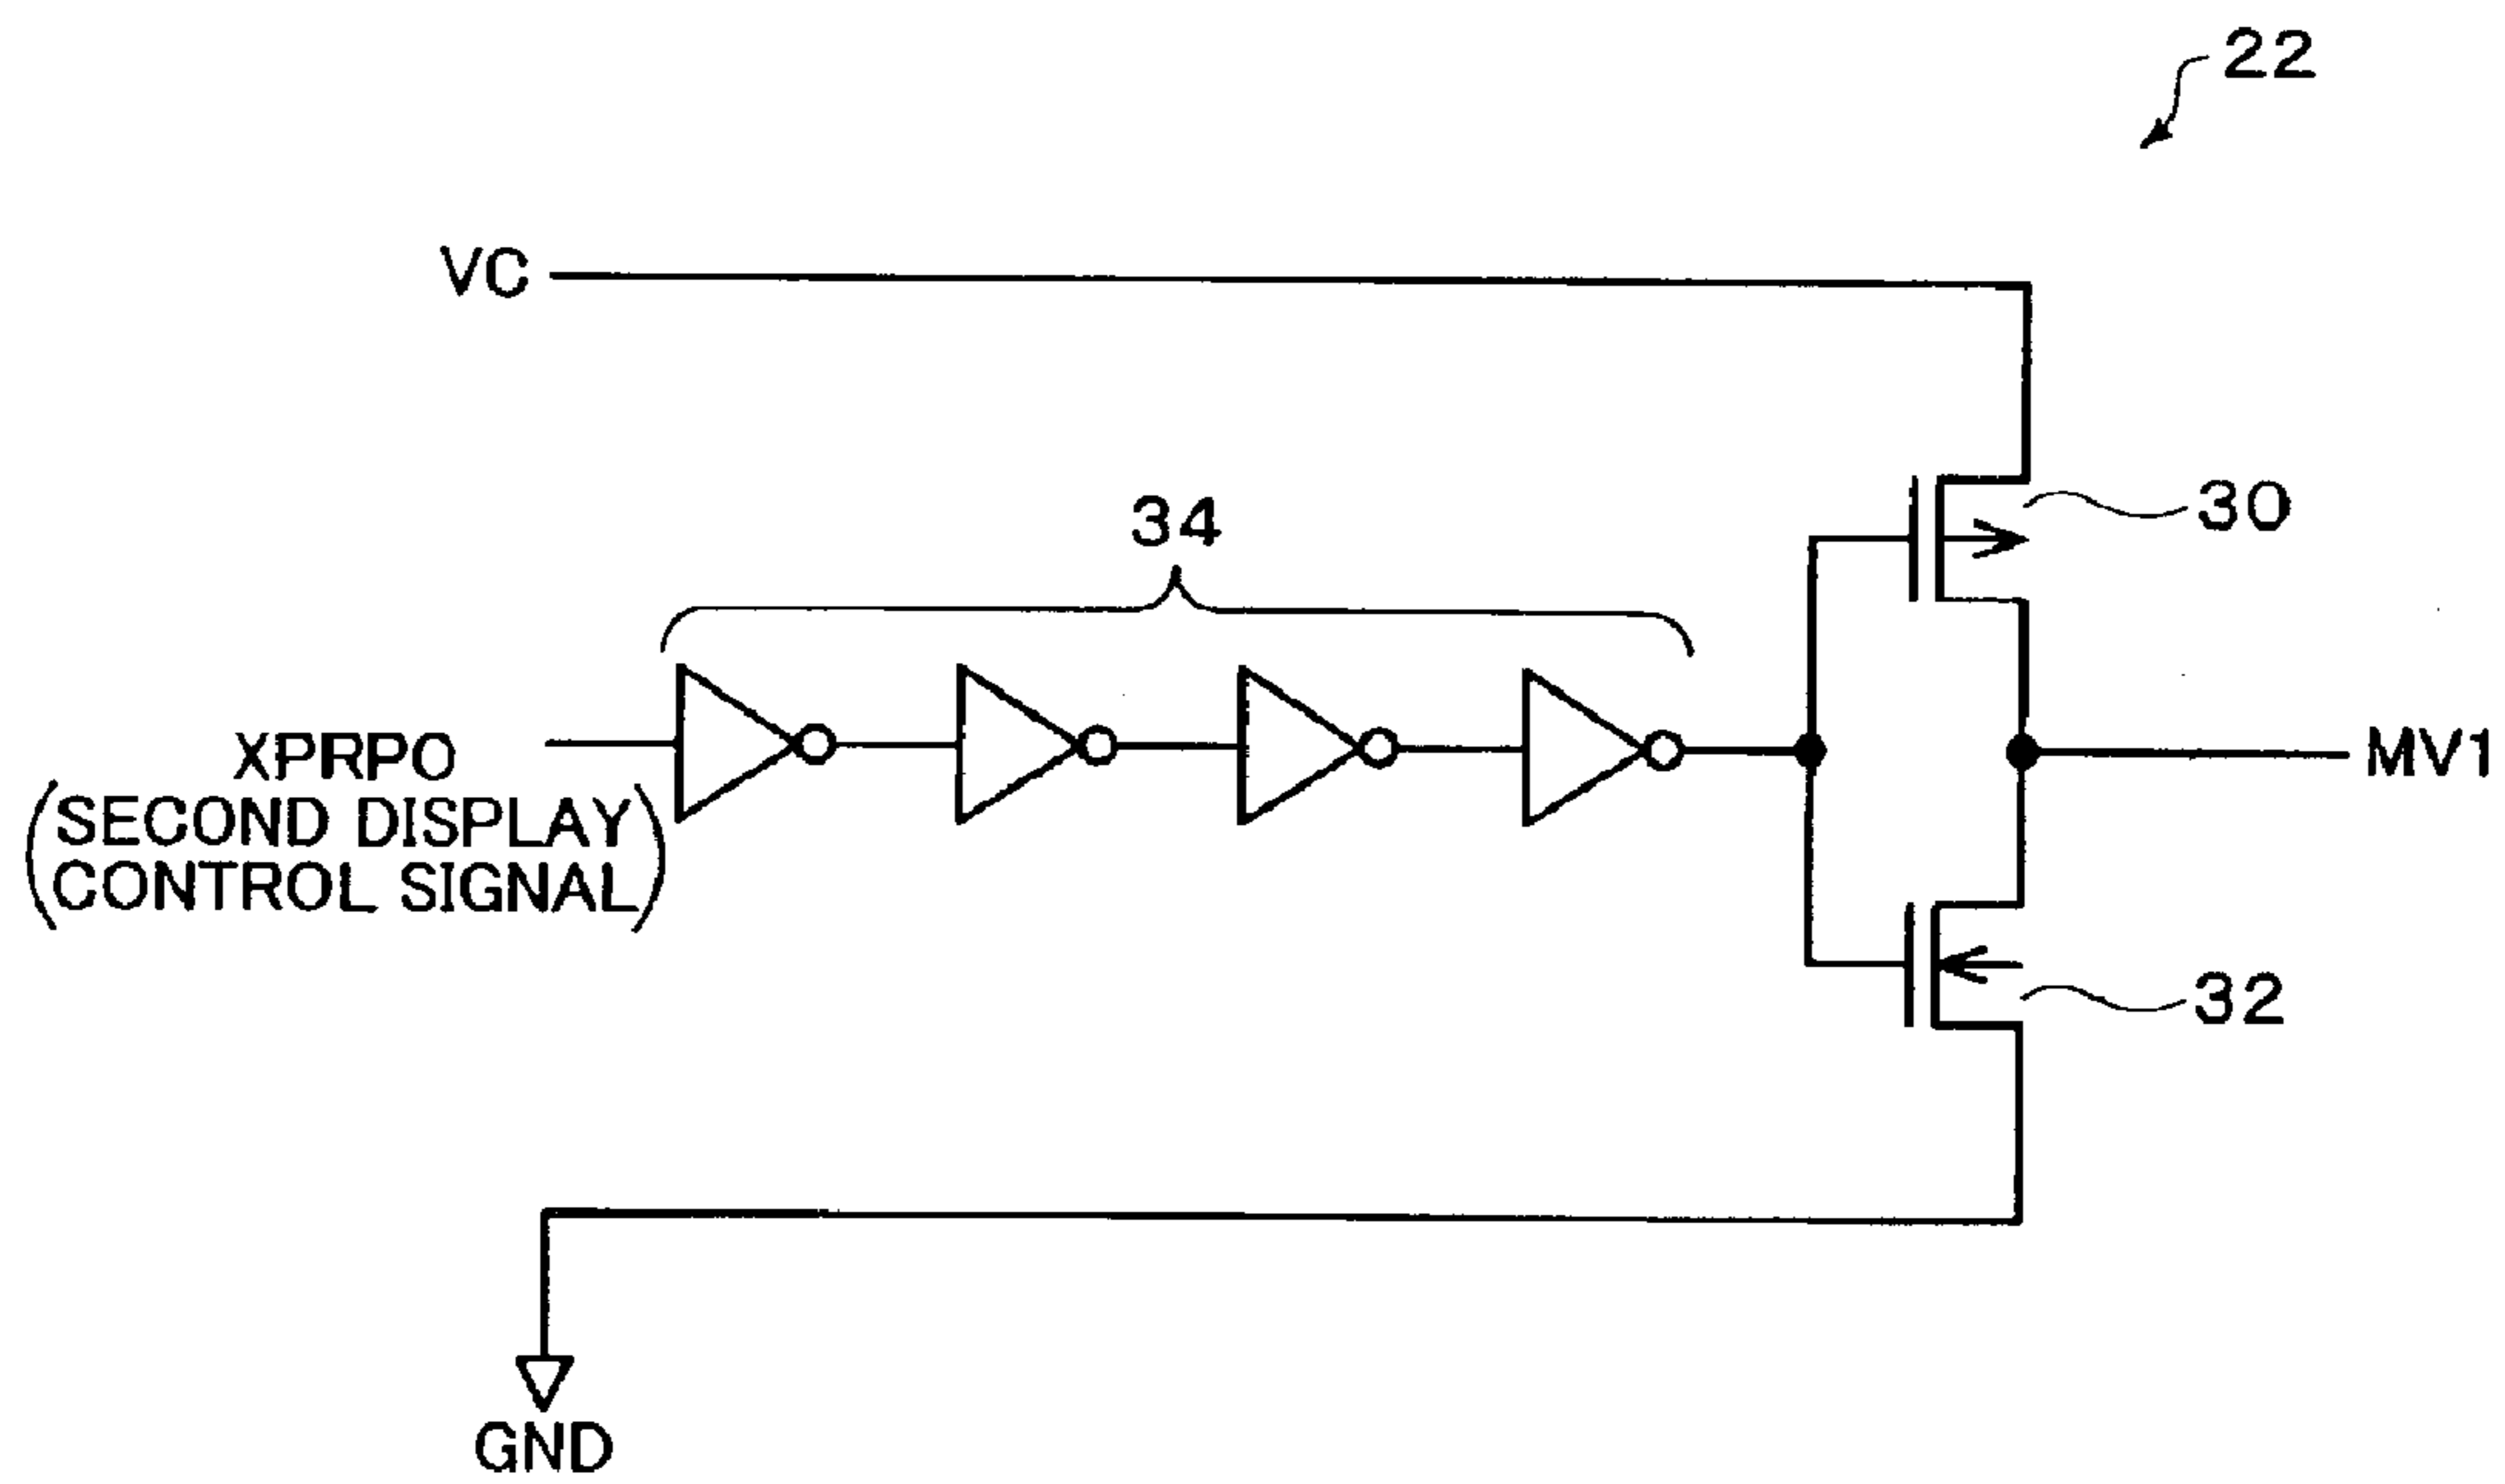 22
VC
30
34
XPRPO
(SECOND DISPLAY
CONTROL SIGNAL)
MV1
32
GND